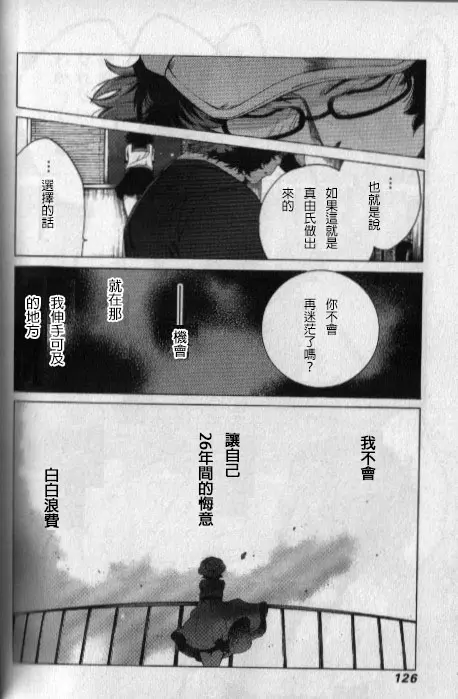 …
也就是說
如果這就是
真由氏做出
來的
…
選擇的話
你不會
再迷茫了嗎？
機會
就在那
我伸手可及
的地方
我不會
讓自己
26年間的悔意
白白浪費
126